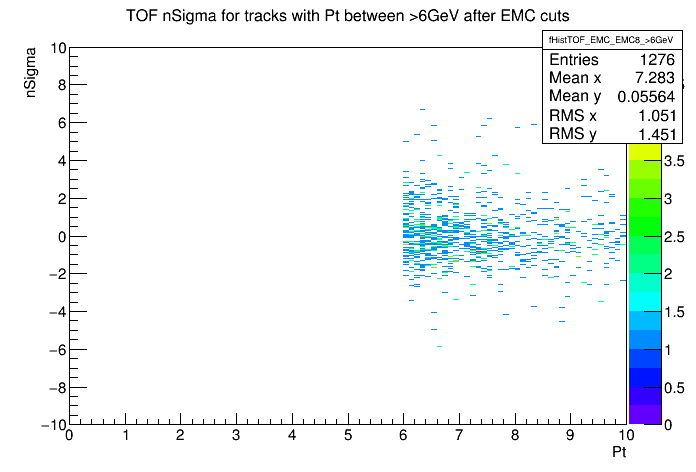 TOF nSigma for tracks with Pt between >6GeV after EMC cuts
fHistTOF_EMC_EMC8_>6GeV
Entries 1276
Mean x 7.283
Mean y 0.05564
RMS x 1.051
RMS y 1.451
nSigma
10
8
6
4
2
0
−2
−4
−6
−8
−10
0 1 2 3 4 5 6 7 8 9 10
Pt
3.5
3
2.5
2
1.5
1
0.5
0